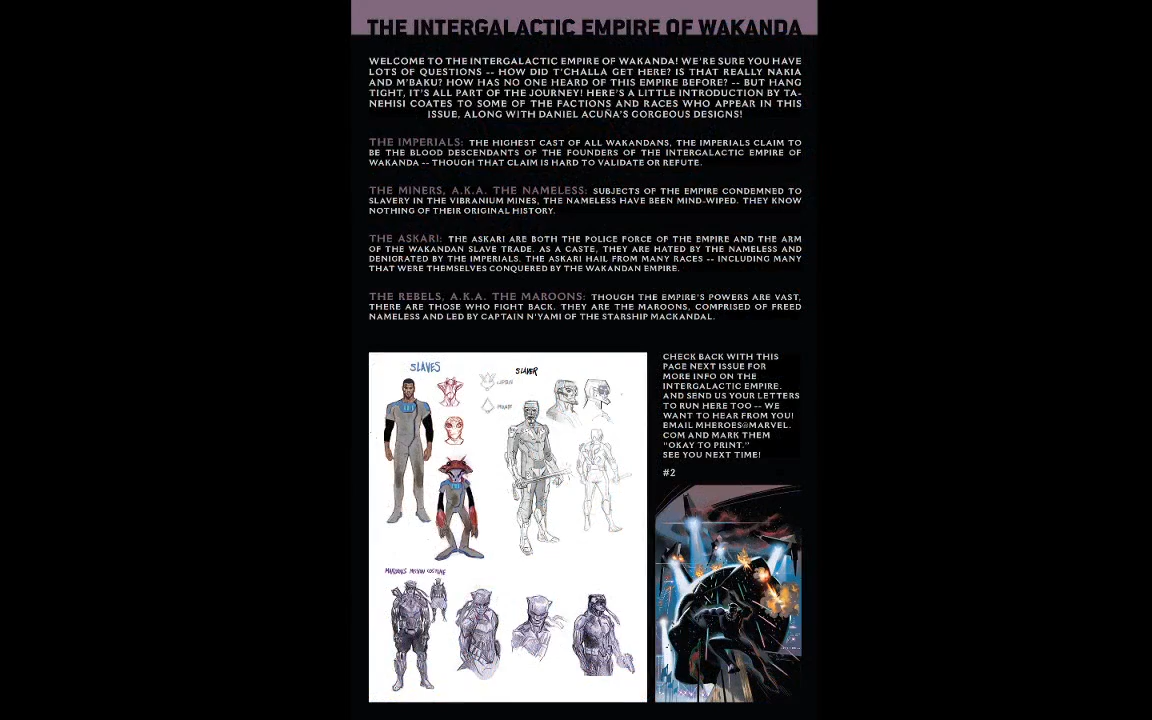 THE INTERGALACTIC EMPIRE OF WAKANDA
WELCOME TO THE INTERGALACTIC EMPIRE OF WAKANDA! WE'RE SURE YOU HAVE
LOTS OF QUESTIONS -- HOW DID T'CHALLA GET HERE? IS THAT REALLY NAKIA
AND M'BAKU? HOW HAS NO ONE HEARD OF THIS EMPIRE BEFORE? -- BUT HANG
TIGHT, IT'S ALL PART OF THE JOURNEY! HERE'S A LITTLE INTRODUCTION BY TA-
NEHISI COATES TO SOME OF THE FACTIONS AND RACES WHO APPEAR IN THIS
ISSUE, ALONG WITH DANIEL ACUÑA'S GORGEOUS DESIGNS!
THE IMPERIALS: THE HIGHEST CAST OF ALL WAKANDANS, THE IMPERIALS CLAIM TO
BE THE BLOOD DESCENDANTS OF THE FOUNDERS OF THE INTERGALACTIC EMPIRE OF
WAKANDA -- THOUGH THAT CLAIM IS HARD TO VALIDATE OR REFUTE.
THE MINERS, A.K.A. THE NAMELESS: SUBJECTS OF THE EMPIRE CONDEMNED TO
SLAVERY IN THE VIBRANIUM MINES, THE NAMELESS HAVE BEEN MIND-WIPED. THEY KNOW
NOTHING OF THEIR ORIGINAL HISTORY.
THE ASKARI: THE ASKARI ARE BOTH THE POLICE FORCE OF THE EMPIRE AND THE ARM
OF THE WAKANDAN SLAVE TRADE. AS A CASTE, THEY ARE HATED BY THE NAMELESS AND
DENIGRATED BY THE IMPERIALS. THE ASKARI HAIL FROM MANY RACES -- INCLUDING MANY
THAT WERE THEMSELVES CONQUERED BY THE WAKANDAN EMPIRE.
THE REBELS, A.K.A. THE MAROONS: THOUGH THE EMPIRE'S POWERS ARE VAST,
THERE ARE THOSE WHO FIGHT BACK. THEY ARE THE MAROONS, COMPRISED OF FREED
NAMELESS AND LED BY CAPTAIN N'YAMI OF THE STARSHIP MACKANDAL.
SLAVES
SLAVER
MAROONS MISSION COSTUME
CHECK BACK WITH THIS
PAGE NEXT ISSUE FOR
MORE INFO ON THE
INTERGALACTIC EMPIRE.
AND SEND US YOUR LETTERS
TO RUN HERE TOO -- WE
WANT TO HEAR FROM YOU!
EMAIL MHEROES@MARVEL.
COM AND MARK THEM
"OKAY TO PRINT."
SEE YOU NEXT TIME!
#2